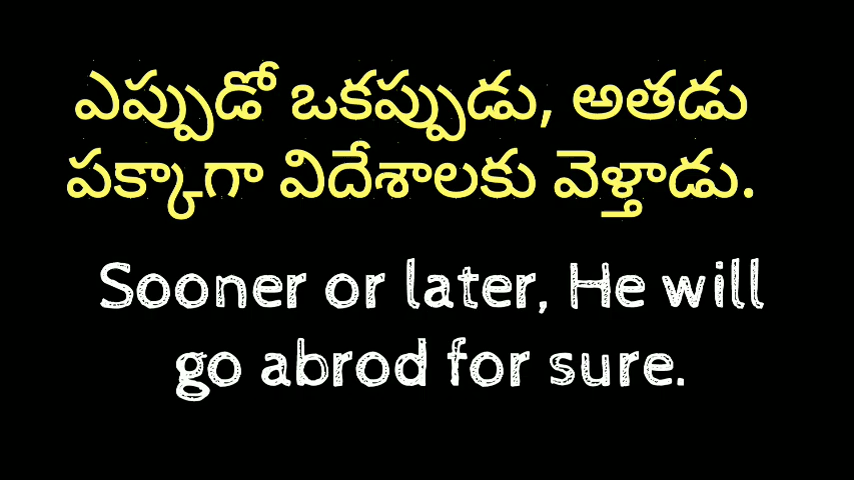 ఎప్పుడో ఒకప్పుడు, అతడు
పక్కాగా విదేశాలకు వెళ్తాడు.
Sooner or later, He will
go abrod for sure.